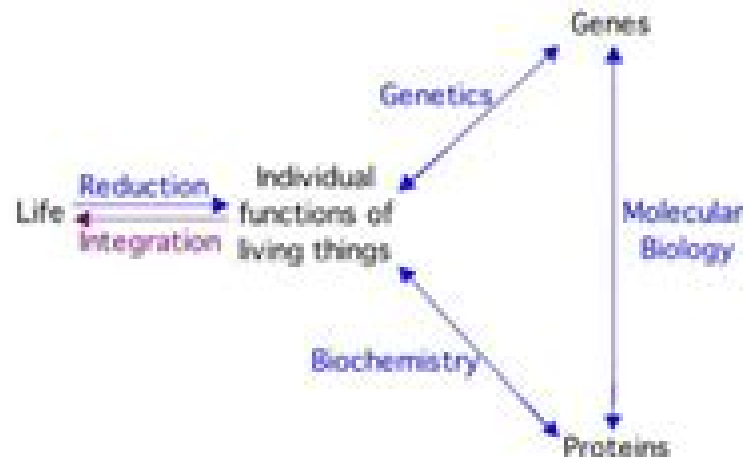 Genes
Genetics
Reduction
Life
Integration
Individual
functions of
living things
Molecular
Biology
Biochemistry
Proteins